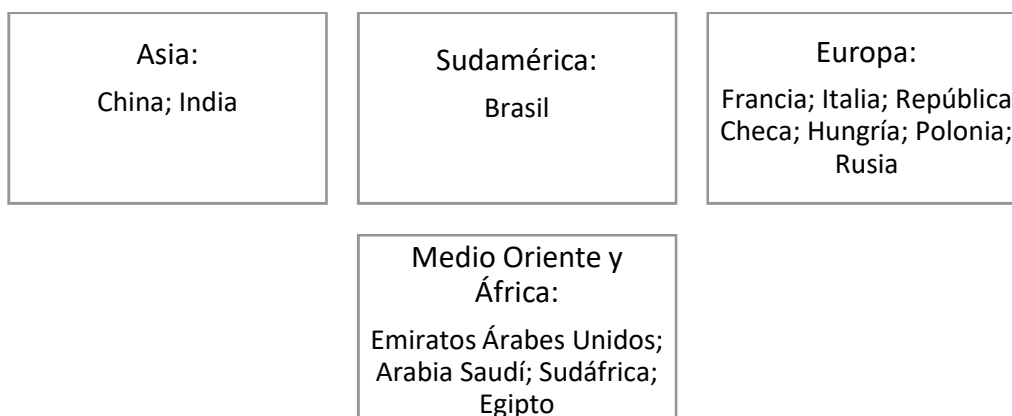 Asia:
China; India
Sudamérica:
Brasil
Europa:
Francia; Italia; República
Checa; Hungría; Polonia;
Rusia
Medio Oriente y
África:
Emiratos Árabes Unidos;
Arabia Saudí; Sudáfrica;
Egipto